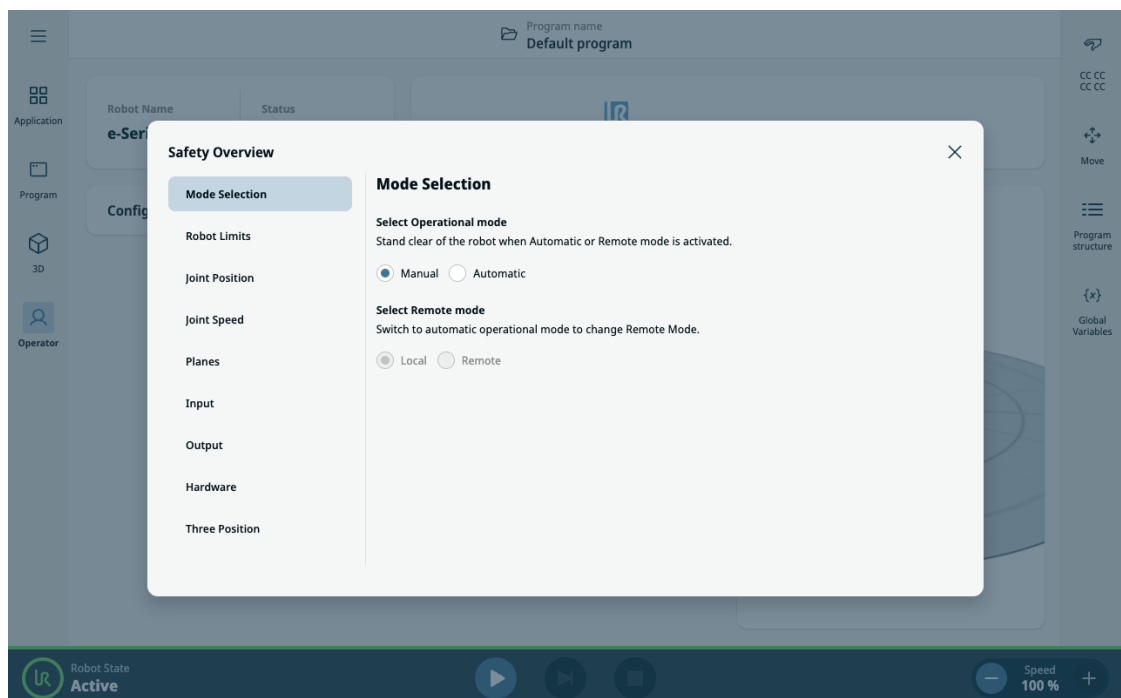 Program name
Default program
Application
Program
3D
Operator
Robot Name
Status
e-Seri
Config
Safety Overview
Mode Selection
Robot Limits
Joint Position
Joint Speed
Planes
Input
Output
Hardware
Three Position
Mode Selection
Select Operational mode
Stand clear of the robot when Automatic or Remote mode is activated.
Manual
Automatic
Select Remote mode
Switch to automatic operational mode to change Remote Mode.
Local
Remote
CC CC
CC CC
Move
Program
structure
{x}
Global
Variables
Robot State
Active
Speed
100 %